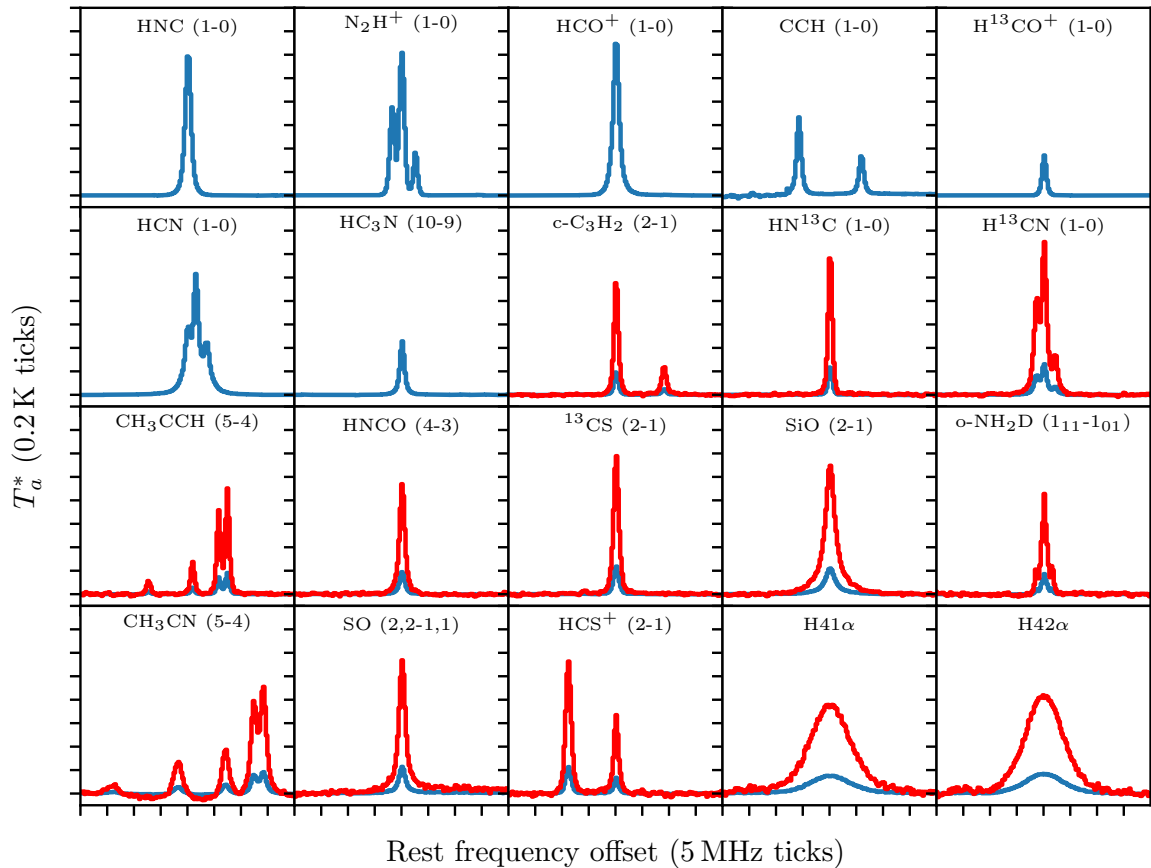 HNC (1-0) N₂H⁺ (1-0) HCO⁺ (1-0) CCH (1-0) H¹³CO⁺ (1-0)
HCN (1-0) HC₃N (10-9) c-C₃H₂ (2-1) HN¹³C (1-0) H¹³CN (1-0)
CH₃CCH (5-4) HNCO (4-3) ¹³CS (2-1) SiO (2-1) o-NH₂D (1₁₁-1₀₁)
CH₃CN (5-4) SO (2,2-1,1) HCS⁺ (2-1) H41α H42α
Tₐ* (0.2 K ticks)
Rest frequency offset (5 MHz ticks)